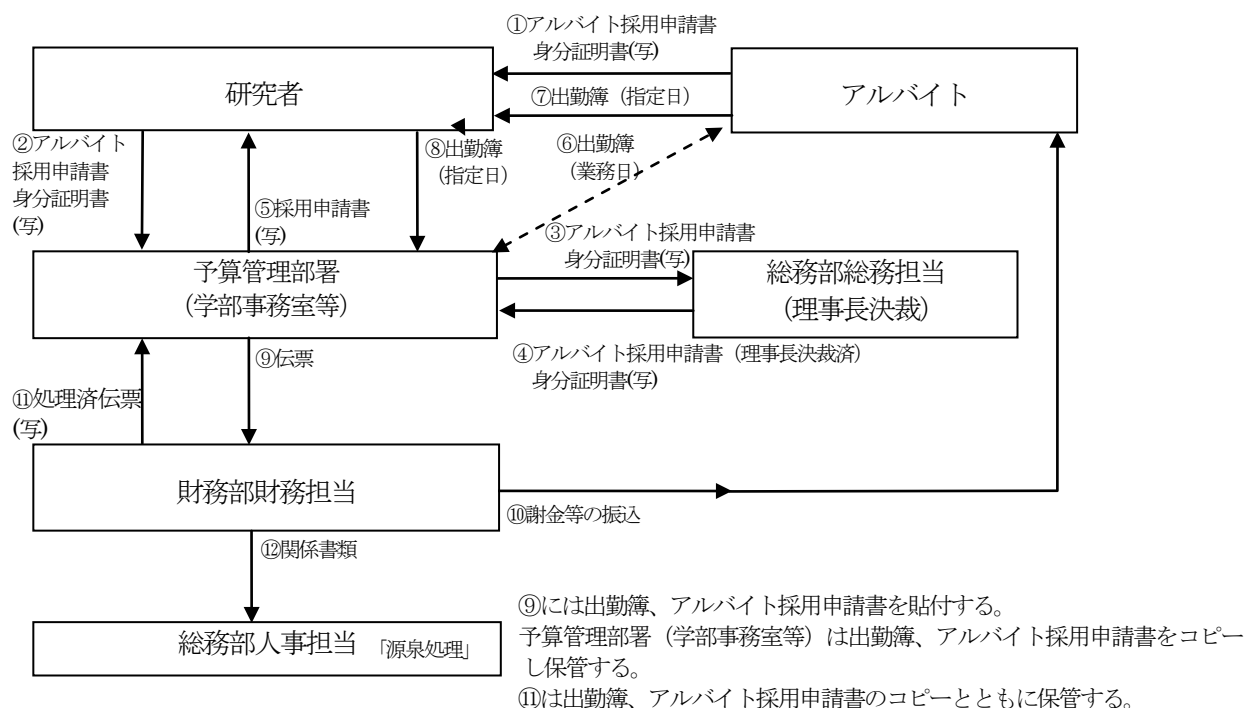 ①アルバイト採用申請書
身分証明書(写)
研究者
アルバイト
⑦出勤簿（指定日）
②アルバイト
採用申請書
身分証明書
(写)
⑧出勤簿
（指定日）
⑥出勤簿
（業務日）
⑤採用申請書
(写)
③アルバイト採用申請書
身分証明書(写)
予算管理部署
（学部事務室等）
総務部総務担当
（理事長決裁）
④アルバイト採用申請書（理事長決裁済）
身分証明書(写)
⑨伝票
⑪処理済伝票
(写)
財務部財務担当
⑩謝金等の振込
⑫関係書類
総務部人事担当 「源泉処理」
⑨には出勤簿、アルバイト採用申請書を貼付する。
予算管理部署（学部事務室等）は出勤簿、アルバイト採用申請書をコピー
し保管する。
⑪は出勤簿、アルバイト採用申請書のコピーとともに保管する。